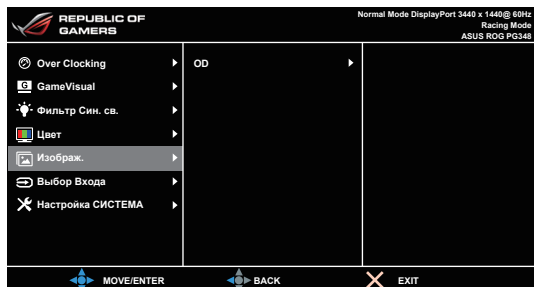 REPUBLIC OF
GAMERS
Normal Mode DisplayPort 3440 x 1440@ 60Hz
Racing Mode
ASUS ROG PG348
Over Clocking
OD
G GameVisual
Фильтр Син. св.
Цвет
Изображ.
Выбор Входа
Настройка СИСТЕМА
MOVE/ENTER
BACK
EXIT